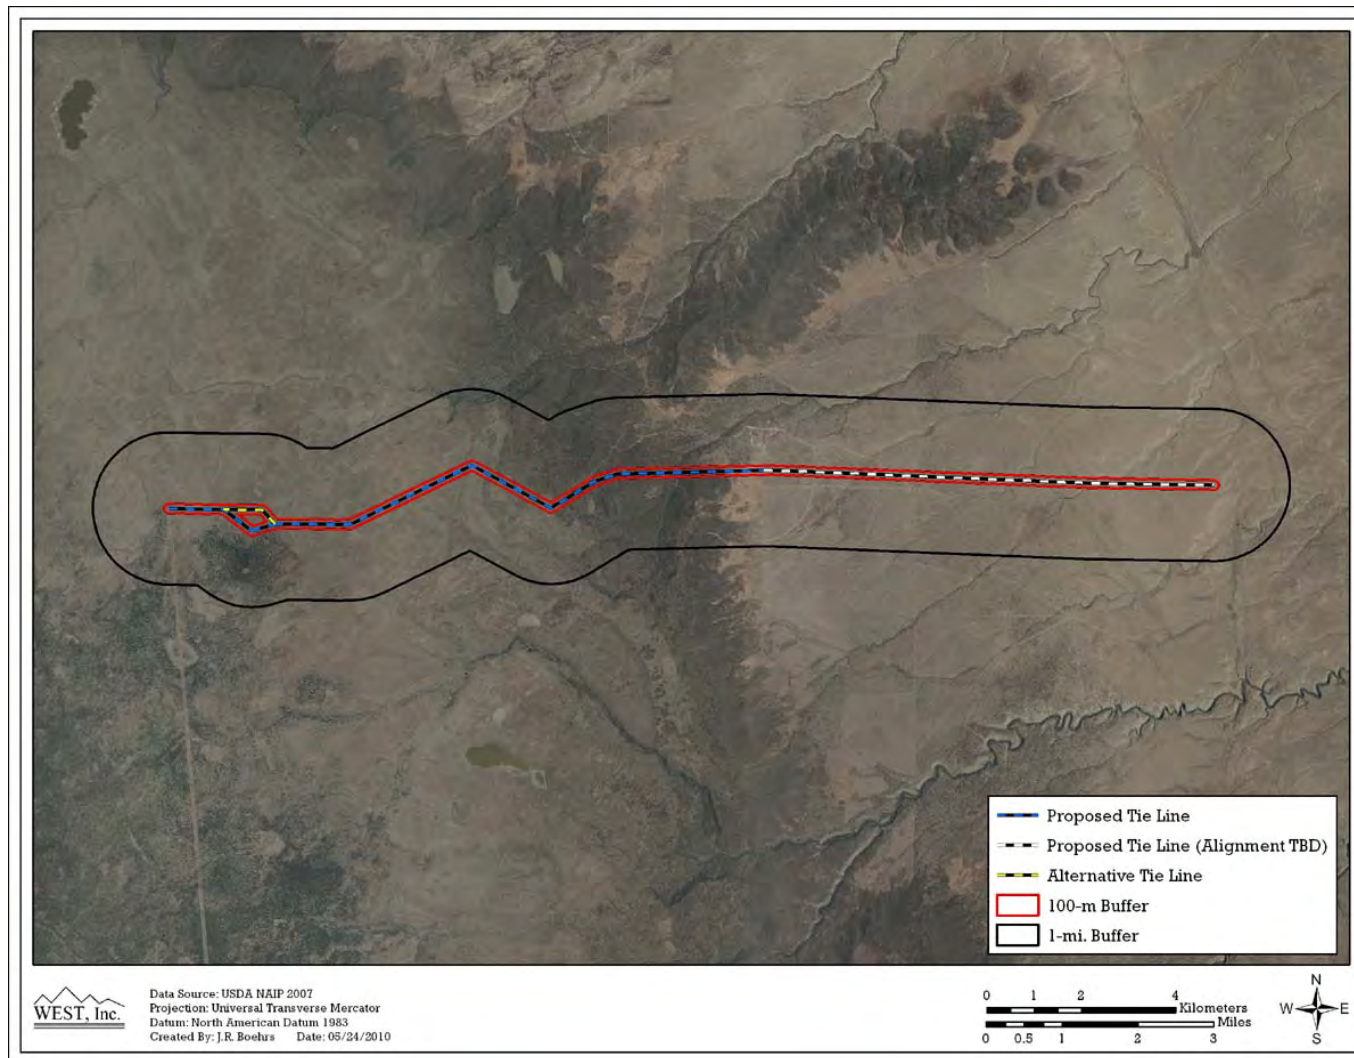 Proposed Tie Line
Proposed Tie Line (Alignment TBD)
Alternative Tie Line
100-m Buffer
1-mi. Buffer
WEST, Inc.
Data Source: USDA NAIP 2007
Projection: Universal Transverse Mercator
Datum: North American Datum 1983
Created By: J.R. Boehrs Date: 05/24/2010
0 1 2 4
Kilometers
Miles
0 0.5 1 2 3
N
W E
S